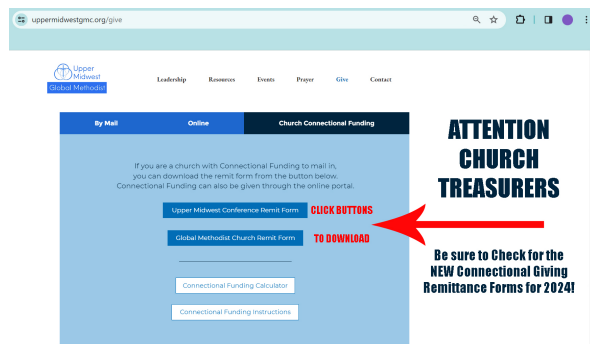 uppermidwestgmc.org/give
Upper
Midwest
Global Methodist
Leadership Resources Events Prayer Give Contact
By Mail Online Church Connectional Funding
If you are a church with Connectional Funding to mail in,
you can download the remit form from the button below.
Connectional Funding can also be given through the online portal.
Upper Midwest Conference Remit Form
CLICK BUTTONS
Global Methodist Church Remit Form
TO DOWNLOAD
Connectional Funding Calculator
Connectional Funding Instructions
ATTENTION
CHURCH
TREASURERS
Be sure to Check for the
NEW Connectional Giving
Remittance Forms for 2024!